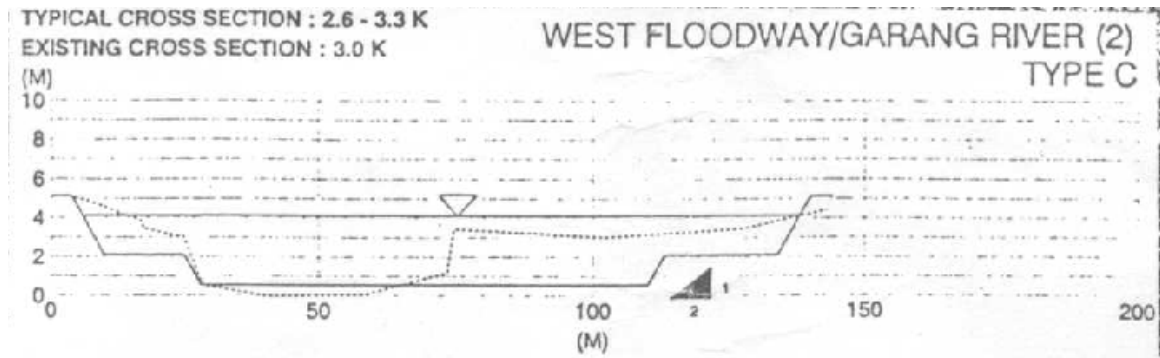 TYPICAL CROSS SECTION : 2.6 - 3.3 K
EXISTING CROSS SECTION : 3.0 K
WEST FLOODWAY/GARANG RIVER (2)
TYPE C
(M)
10
8
6
4
2
0
1
2
0
50
100
150
200
(M)